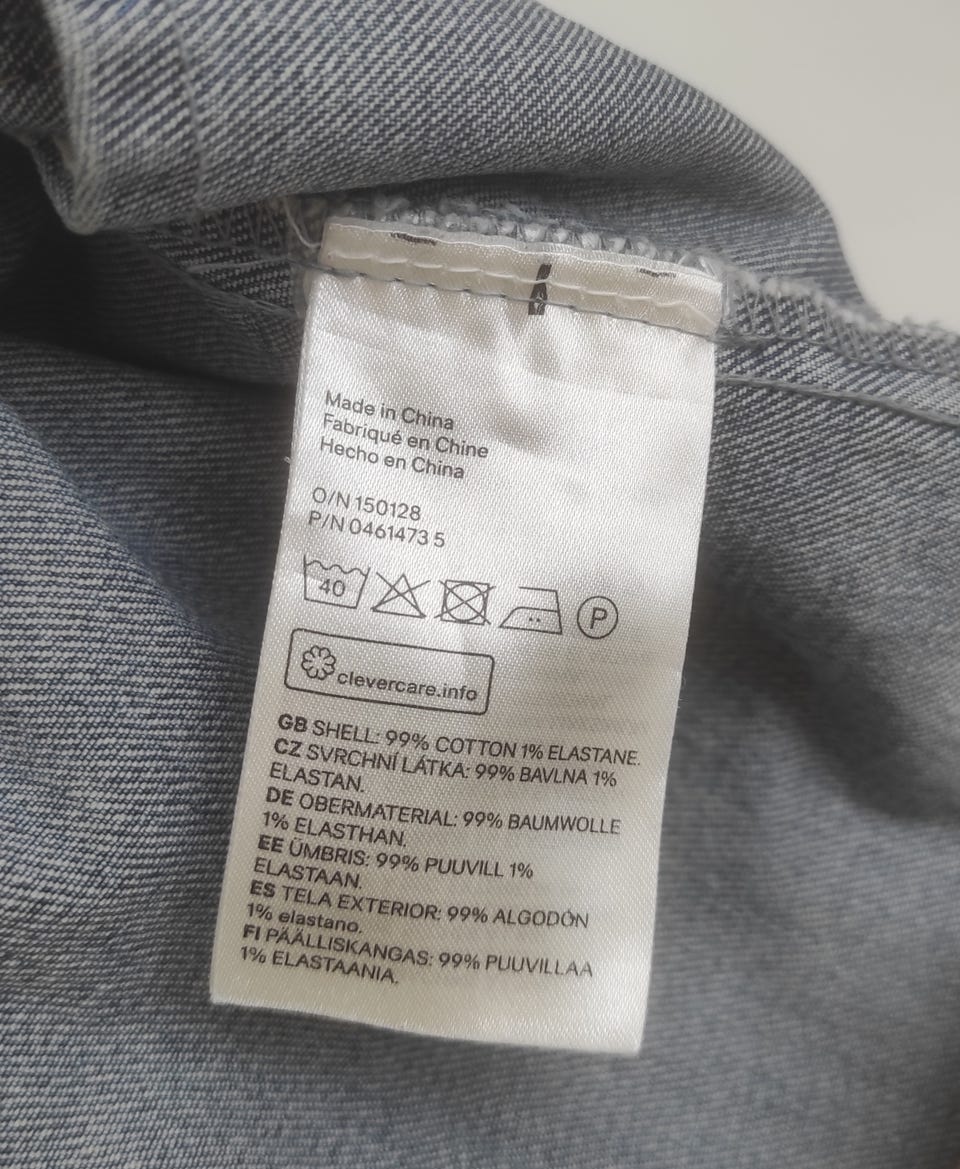 Made in China
Fabriqué en Chine
Hecho en China
O/N 150128
P/N 0461473 5
40 P
clevercare.info
GB SHELL: 99% COTTON 1% ELASTANE.
CZ SVRCHNÍ LÁTKA: 99% BAVLNA 1%
ELASTAN.
DE OBERMATERIAL: 99% BAUMWOLLE
1% ELASTHAN.
EE ÜMBRIS: 99% PUUVILL 1%
ELASTAAN.
ES TELA EXTERIOR: 99% ALGODÓN
1% elastano.
FI PÄÄLLISKANGAS: 99% PUUVILLAA
1% ELASTAANIA.